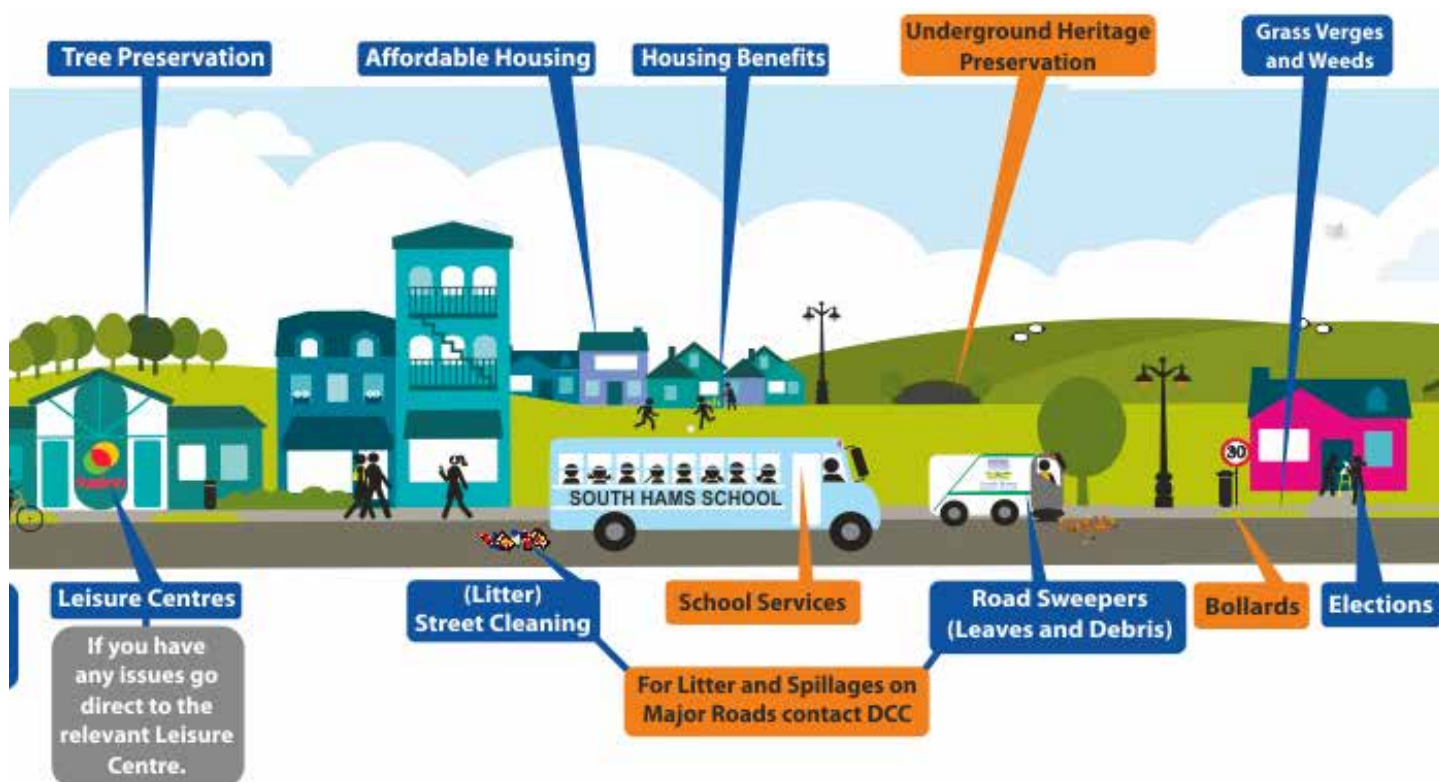 Tree Preservation
Affordable Housing
Housing Benefits
Underground Heritage
Preservation
Grass Verges
and Weeds
30
SOUTH HAMS SCHOOL
Leisure Centres
If you have
any issues go
direct to the
relevant Leisure
Centre.
(Litter)
Street Cleaning
School Services
Road Sweepers
(Leaves and Debris)
Bollards
Elections
For Litter and Spillages on
Major Roads contact DCC